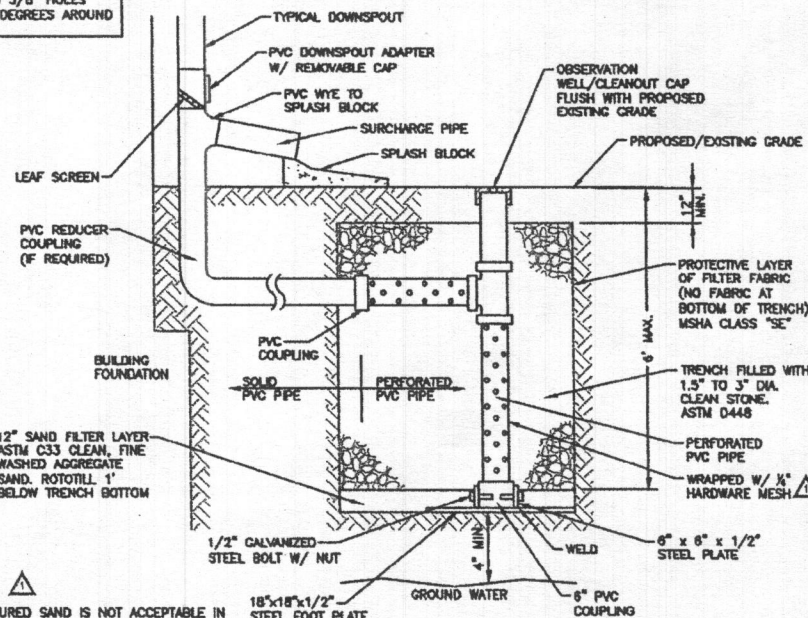 3/8" HOLES
DEGREES AROUND
TYPICAL DOWNSPOUT
PVC DOWNSPOUT ADAPTER
W/ REMOVABLE CAP
PVC WYE TO
SPLASH BLOCK
SURCHARGE PIPE
SPLASH BLOCK
LEAF SCREEN
OBSERVATION
WELL/CLEANOUT CAP
FLUSH WITH PROPOSED
EXISTING GRADE
PROPOSED/EXISTING GRADE
12"
MIN.
PVC REDUCER
COUPLING
(IF REQUIRED)
PROTECTIVE LAYER
OF FILTER FABRIC
(NO FABRIC AT
BOTTOM OF TRENCH)
MSHA CLASS "SE"
6' MAX.
PVC
COUPLING
BUILDING
FOUNDATION
SOLID
PVC PIPE
PERFORATED
PVC PIPE
TRENCH FILLED WITH
1.5" TO 3" DIA.
CLEAN STONE.
ASTM D448
PERFORATED
PVC PIPE
WRAPPED W/ ¼"
HARDWARE MESH
1
12" SAND FILTER LAYER
ASTM C33 CLEAN, FINE
WASHED AGGREGATE
SAND. ROTOTILL 1'
BELOW TRENCH BOTTOM
1/2" GALVANIZED
STEEL BOLT W/ NUT
4" MIN.
WELD
6" x 6" x 1/2"
STEEL PLATE
1
URED SAND IS NOT ACCEPTABLE IN
18"x18"x1/2"
STEEL FOOT PLATE
GROUND WATER
6" PVC
COUPLING